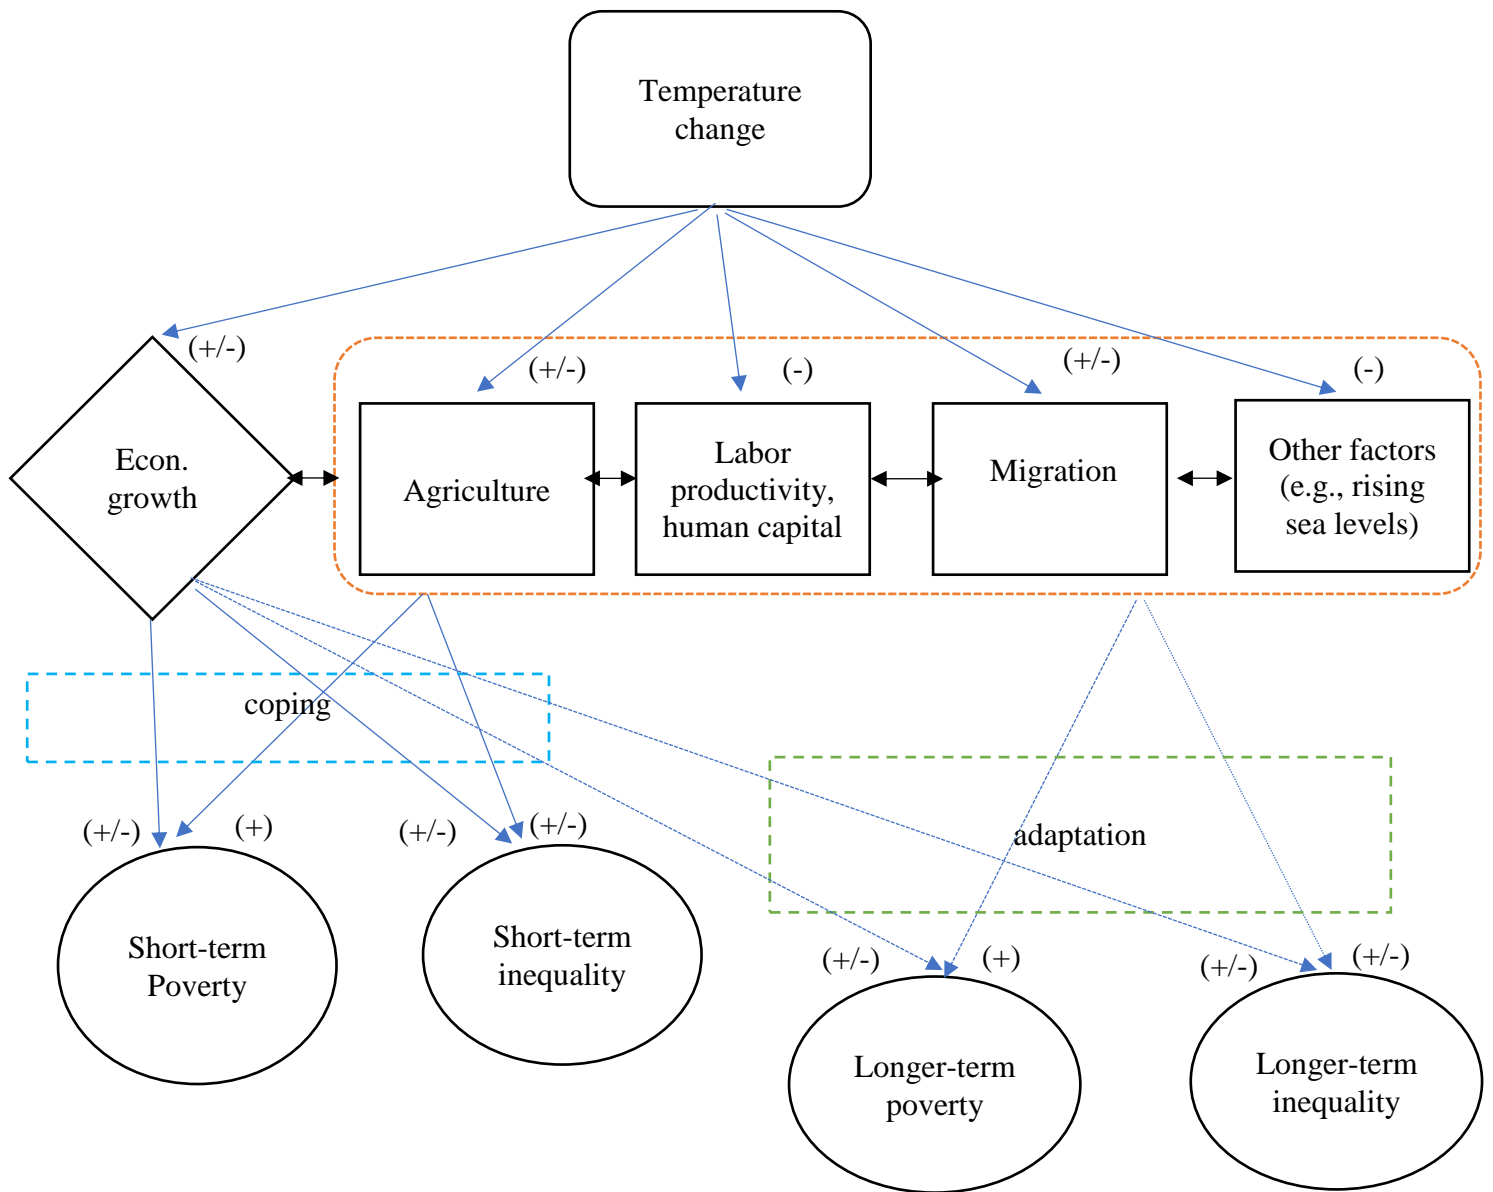 Temperature
change
(+/-)
(+/-)
(-)
(+/-)
(-)
Econ.
growth
Agriculture
Labor
productivity,
human capital
Migration
Other factors
(e.g., rising
sea levels)
coping
adaptation
(+/-)
(+)
(+/-)
(+/-)
Short-term
Poverty
Short-term
inequality
(+/-)
(+)
(+/-)
(+/-)
Longer-term
poverty
Longer-term
inequality